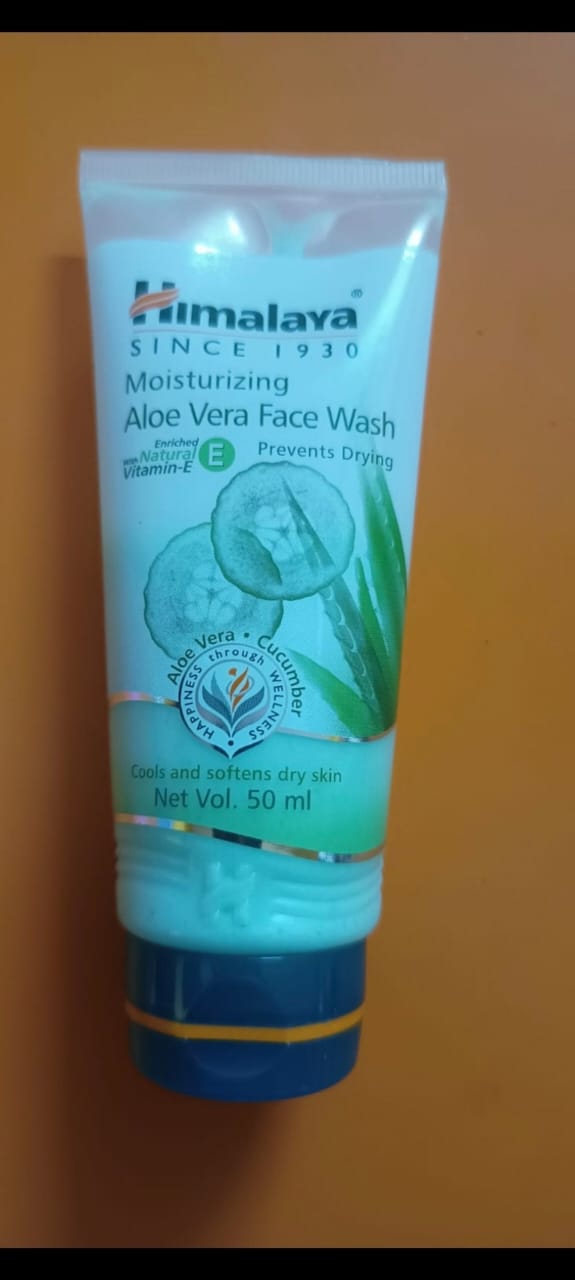 Himalaya®
SINCE 1930
Moisturizing
Aloe Vera Face Wash
Enriched
with Natural E
Vitamin-E
Prevents Drying
Aloe Vera • Cucumber
HAPPINESS through WELLNESS
Cools and softens dry skin
Net Vol. 50 ml
H